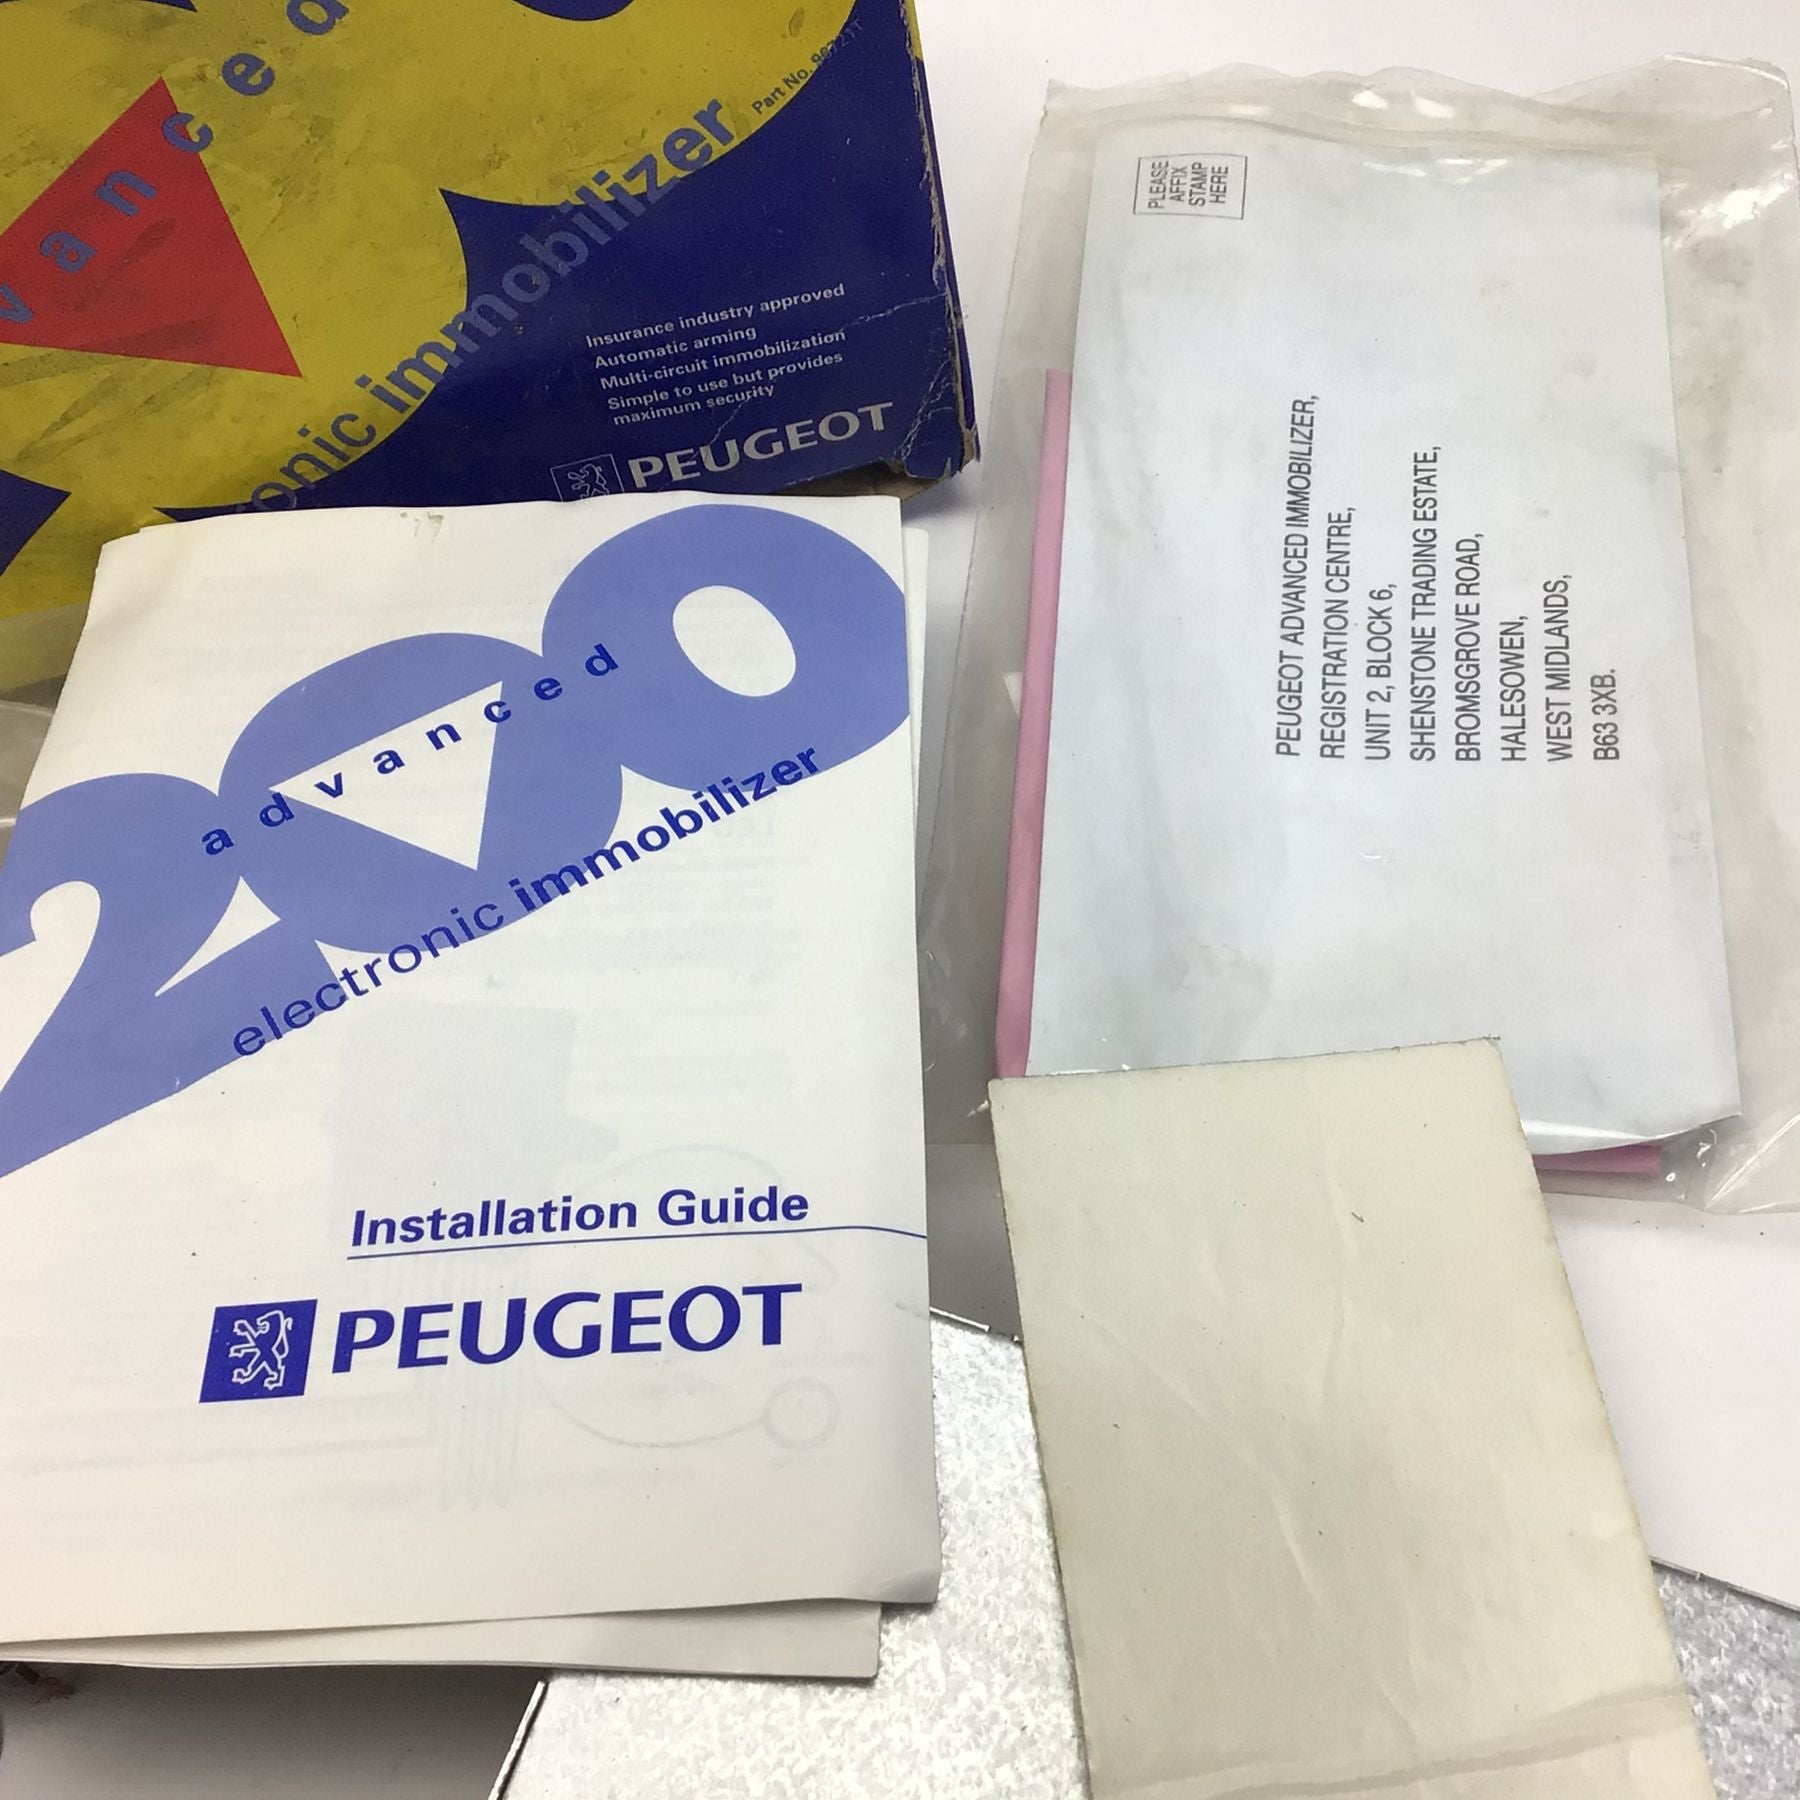 vanced
onic immobilizer
Part No.
Insurance industry approved
Automatic arming
Multi-circuit immobilization
Simple to use but provides
maximum security
PEUGEOT
200
advanced
electronic immobilizer
Installation Guide
PEUGEOT
PLEASE
AFFIX
STAMP
HERE
PEUGEOT ADVANCED IMMOBILIZER,
REGISTRATION CENTRE,
UNIT 2, BLOCK 6,
SHENSTONE TRADING ESTATE,
BROMSGROVE ROAD,
HALESOWEN,
WEST MIDLANDS,
B63 3XB.